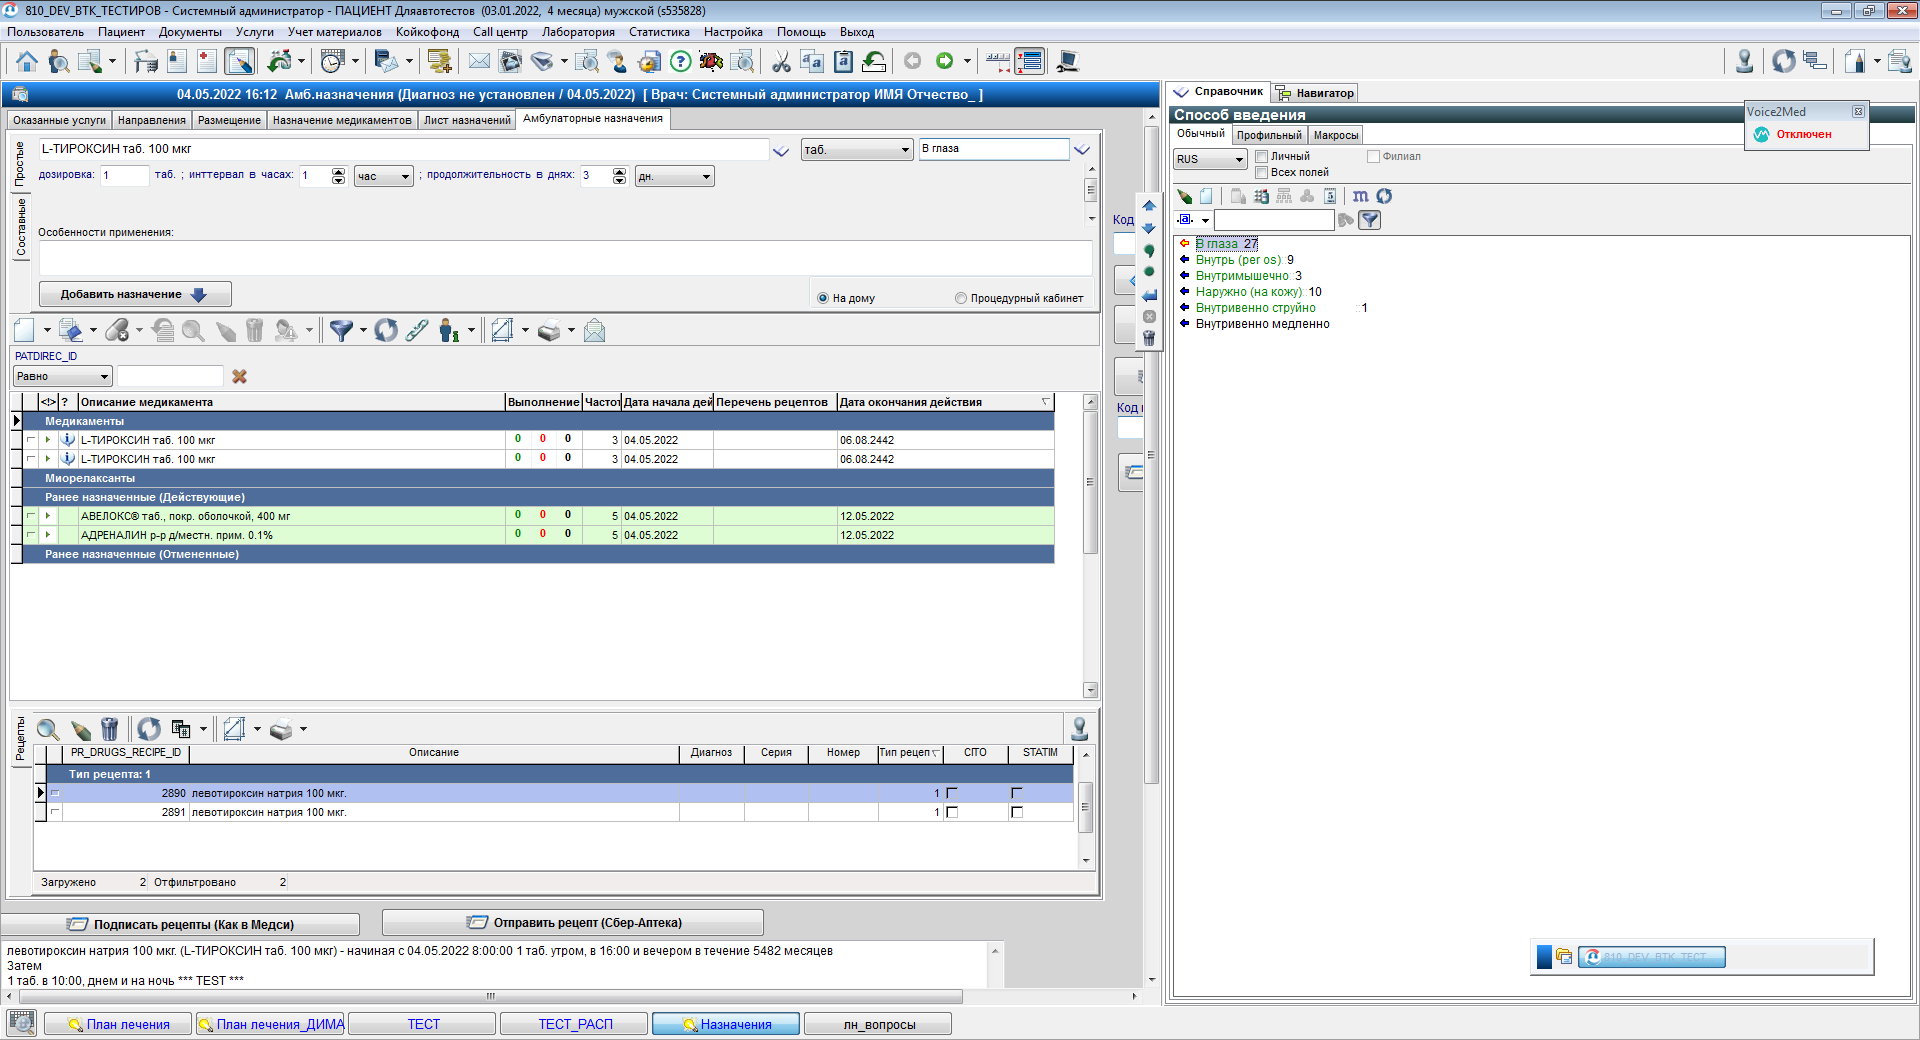 810_DEV_BTK_ТЕСТИРОВ - Системный администратор - ПАЦИЕНТ Дляавтотестов (03.01.2022, 4 месяца) мужской (s535828)
Пользователь Пациент Документы Услуги Учет материалов Койкофонд Call центр Лаборатория Статистика Настройка Помощь Выход
04.05.2022 16:12 Амб.назначения (Диагноз не установлен / 04.05.2022) [ Врач: Системный администратор ИМЯ Отчество_ ]
Оказанные услуги Направления Размещение Назначение медикаментов Лист назначений Амбулаторные назначения
Простые
Составные
L-ТИРОКСИН таб. 100 мкг
таб.
В глаза
дозировка: 1 таб. ; инттервал в часах: 1 час ; продолжительность в днях: 3 дн.
Особенности применения:
Добавить назначение
На дому
Процедурный кабинет
Код
PATDIREC_ID
Равно
<!> ? Описание медикамента Выполнение Частот Дата начала дей Перечень рецептов Дата окончания действия
Медикаменты
L-ТИРОКСИН таб. 100 мкг 0 0 0 3 04.05.2022 06.08.2442
L-ТИРОКСИН таб. 100 мкг 0 0 0 3 04.05.2022 06.08.2442
Миорелаксанты
Ранее назначенные (Действующие)
АВЕЛОКС® таб., покр. оболочкой, 400 мг 0 0 0 5 04.05.2022 12.05.2022
АДРЕНАЛИН р-р д/местн. прим. 0.1% 0 0 0 5 04.05.2022 12.05.2022
Ранее назначенные (Отмененные)
Рецепты
PR_DRUGS_RECIPE_ID Описание Диагноз Серия Номер Тип рецеп CITO STATIM
Тип рецепта: 1
2890 левотироксин натрия 100 мкг. 1
2891 левотироксин натрия 100 мкг. 1
Загружено 2 Отфильтровано 2
Подписать рецепты (Как в Медси)
Отправить рецепт (Сбер-Аптека)
левотироксин натрия 100 мкг. (L-ТИРОКСИН таб. 100 мкг) - начиная с 04.05.2022 8:00:00 1 таб. утром, в 16:00 и вечером в течение 5482 месяцев
Затем
1 таб. в 10:00, днем и на ночь *** TEST ***
План лечения План лечения_ДИМА ТЕСТ ТЕСТ_РАСП Назначения лн_вопросы
Справочник Навигатор
Способ введения
Обычный Профильный Макросы
RUS
Личный
Филиал
Всех полей
m
.a.
В глаза 27
Внутрь (per os)::9
Внутримышечно::3
Наружно (на кожу)::10
Внутривенно струйно ::1
Внутривенно медленно
Voice2Med
Отключен
810_DEV_BTK_ТЕСТ...